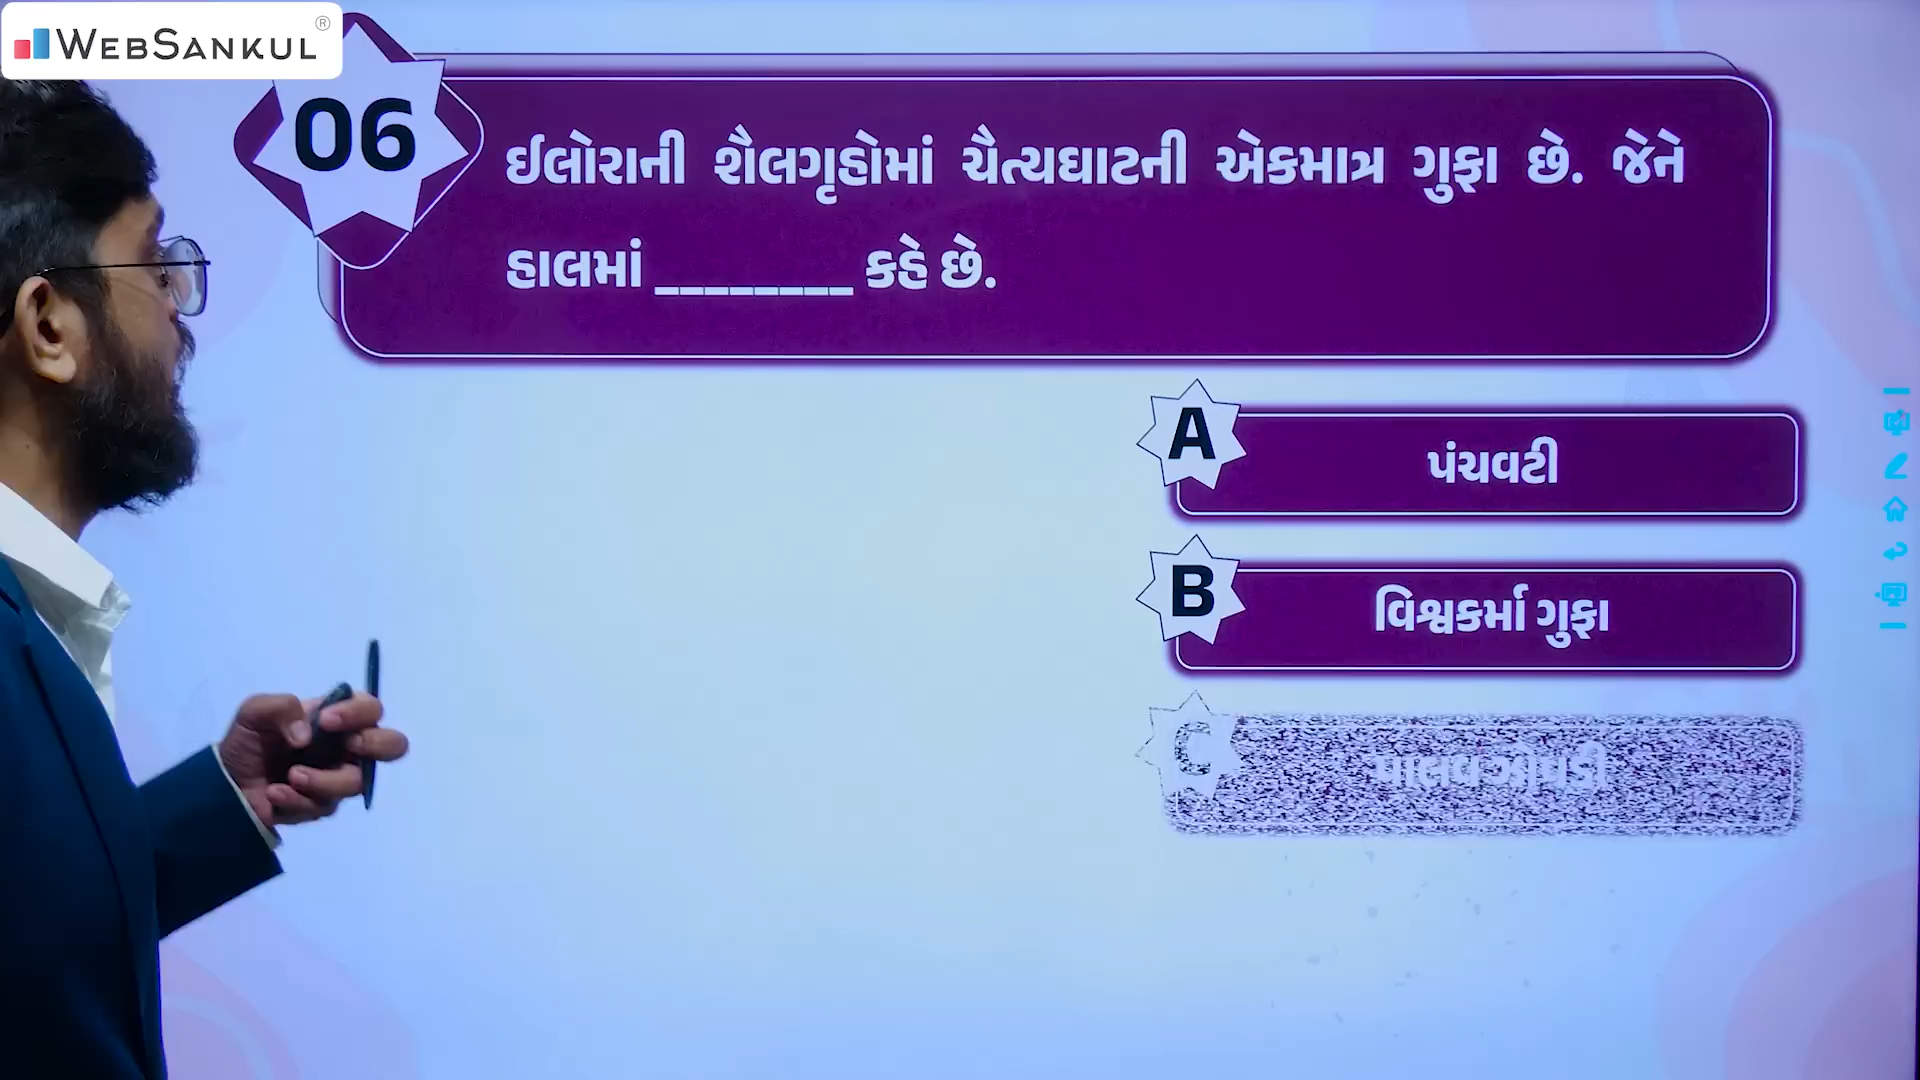 WEBSANKUL®
06
ઈલોરાની શૈલગૃહોમાં ચૈત્યઘાટની એકમાત્ર ગુફા છે. જેને
હાલમાં ________ કહે છે.
A
પંચવટી
B
વિશ્વકર્મા ગુફા
C